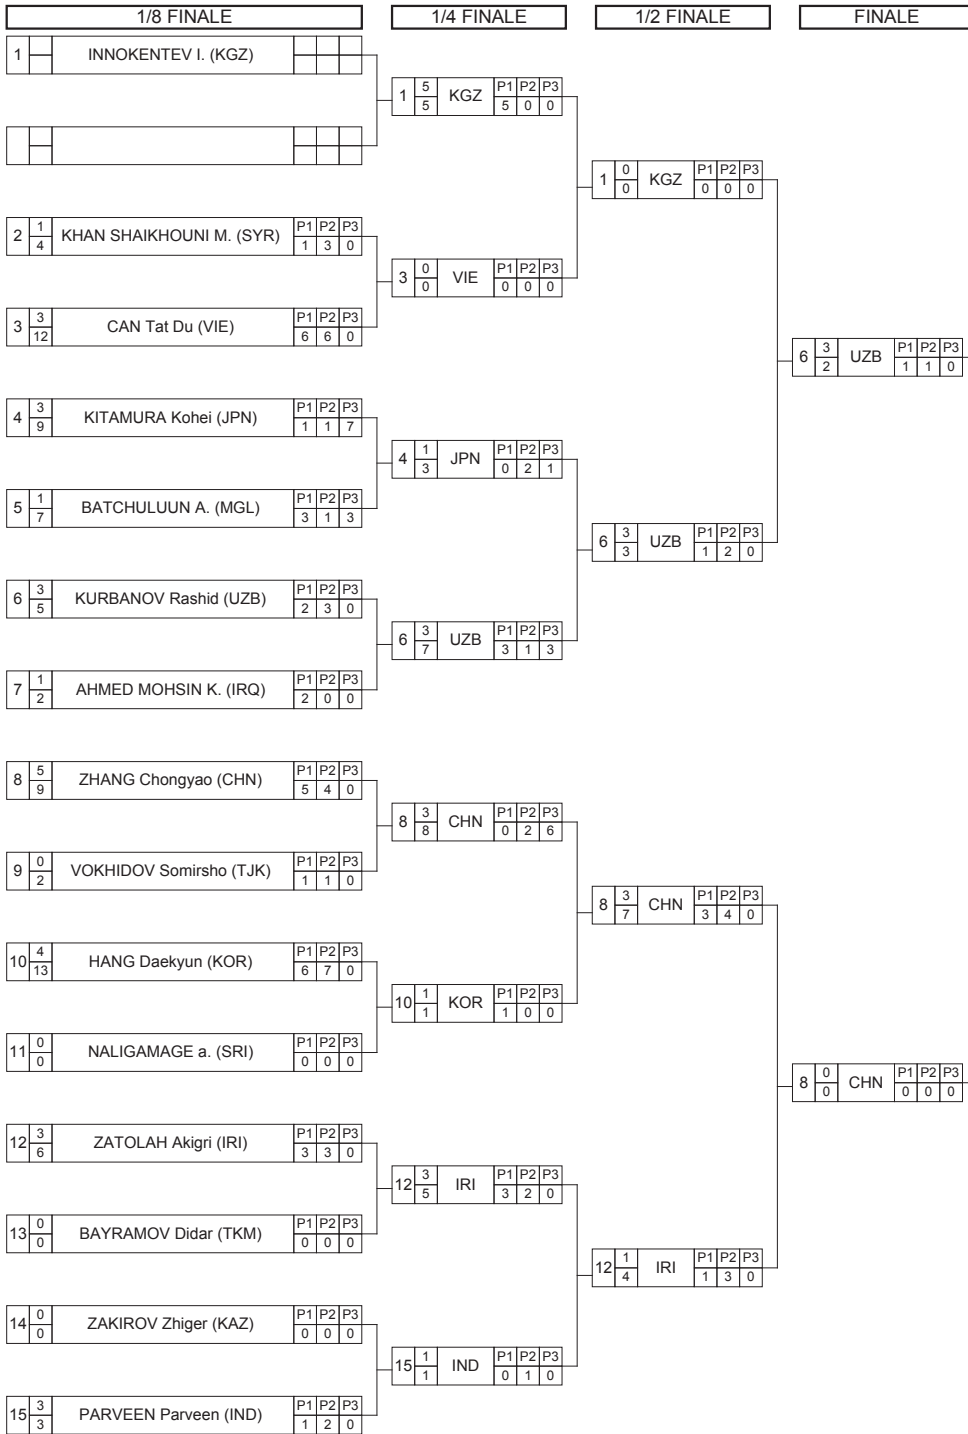 1/8 FINALE 1/4 FINALE 1/2 FINALE FINALE
1 INNOKENTEV I. (KGZ)
1 5 KGZ P1 P2 P3
5 5 0 0
1 0 KGZ P1 P2 P3
0 0 0 0
2 1 KHAN SHAIKHOUNI M. (SYR) P1 P2 P3
4 1 3 0
3 0 VIE P1 P2 P3
0 0 0 0
3 3 CAN Tat Du (VIE) P1 P2 P3
12 6 6 0
6 3 UZB P1 P2 P3
2 1 1 0
4 3 KITAMURA Kohei (JPN) P1 P2 P3
9 1 1 7
4 1 JPN P1 P2 P3
3 0 2 1
5 1 BATCHULUUN A. (MGL) P1 P2 P3
7 3 1 3
6 3 UZB P1 P2 P3
3 1 2 0
6 3 KURBANOV Rashid (UZB) P1 P2 P3
5 2 3 0
6 3 UZB P1 P2 P3
7 3 1 3
7 1 AHMED MOHSIN K. (IRQ) P1 P2 P3
2 2 0 0
8 5 ZHANG Chongyao (CHN) P1 P2 P3
9 5 4 0
8 3 CHN P1 P2 P3
8 0 2 6
9 0 VOKHIDOV Somirsho (TJK) P1 P2 P3
2 1 1 0
8 3 CHN P1 P2 P3
7 3 4 0
10 4 HANG Daekyun (KOR) P1 P2 P3
13 6 7 0
10 1 KOR P1 P2 P3
1 1 0 0
11 0 NALIGAMAGE a. (SRI) P1 P2 P3
0 0 0 0
8 0 CHN P1 P2 P3
0 0 0 0
12 3 ZATOLAH Akigri (IRI) P1 P2 P3
6 3 3 0
12 3 IRI P1 P2 P3
5 3 2 0
13 0 BAYRAMOV Didar (TKM) P1 P2 P3
0 0 0 0
12 1 IRI P1 P2 P3
4 1 3 0
14 0 ZAKIROV Zhiger (KAZ) P1 P2 P3
0 0 0 0
15 1 IND P1 P2 P3
1 0 1 0
15 3 PARVEEN Parveen (IND) P1 P2 P3
3 1 2 0